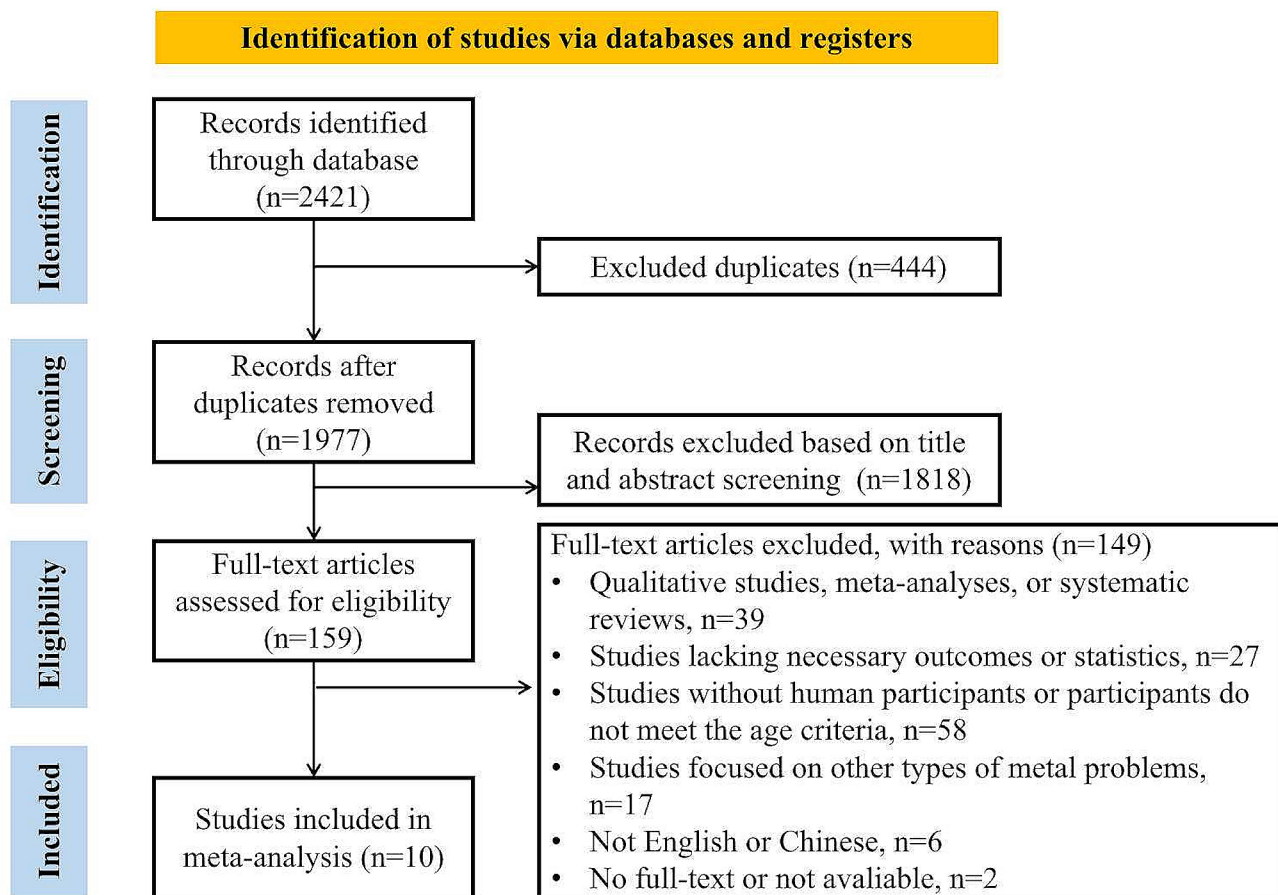 Identification of studies via databases and registers
Identification
Records identified
through database
(n=2421)
Excluded duplicates (n=444)
Screening
Records after
duplicates removed
(n=1977)
Records excluded based on title
and abstract screening (n=1818)
Eligibility
Full-text articles
assessed for eligibility
(n=159)
Full-text articles excluded, with reasons (n=149)
• Qualitative studies, meta-analyses, or systematic
reviews, n=39
• Studies lacking necessary outcomes or statistics, n=27
• Studies without human participants or participants do
not meet the age criteria, n=58
• Studies focused on other types of metal problems,
n=17
• Not English or Chinese, n=6
• No full-text or not avaliable, n=2
Included
Studies included in
meta-analysis (n=10)